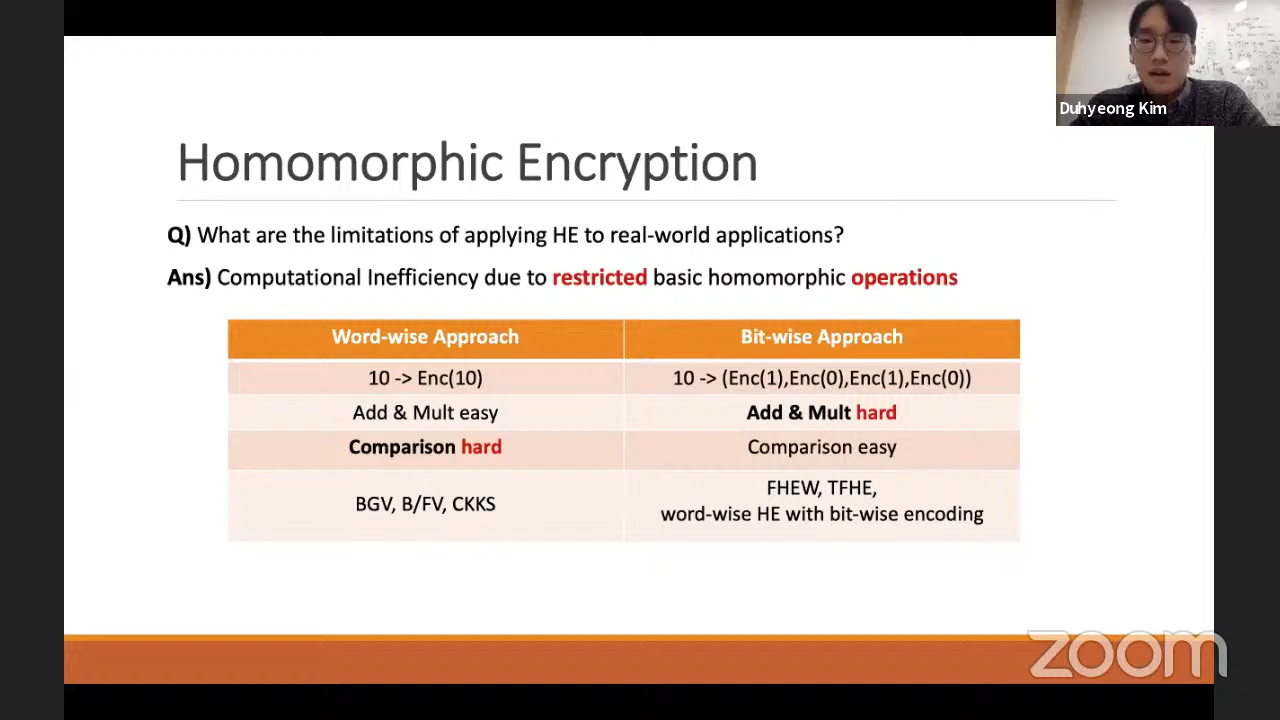 Duhyeong Kim
Homomorphic Encryption
Q) What are the limitations of applying HE to real-world applications?
Ans) Computational Inefficiency due to restricted basic homomorphic operations
Word-wise Approach
Bit-wise Approach
10 -> Enc(10)
10 -> (Enc(1),Enc(0),Enc(1),Enc(0))
Add & Mult easy
Add & Mult hard
Comparison hard
Comparison easy
BGV, B/FV, CKKS
FHEW, TFHE,
word-wise HE with bit-wise encoding
zoom